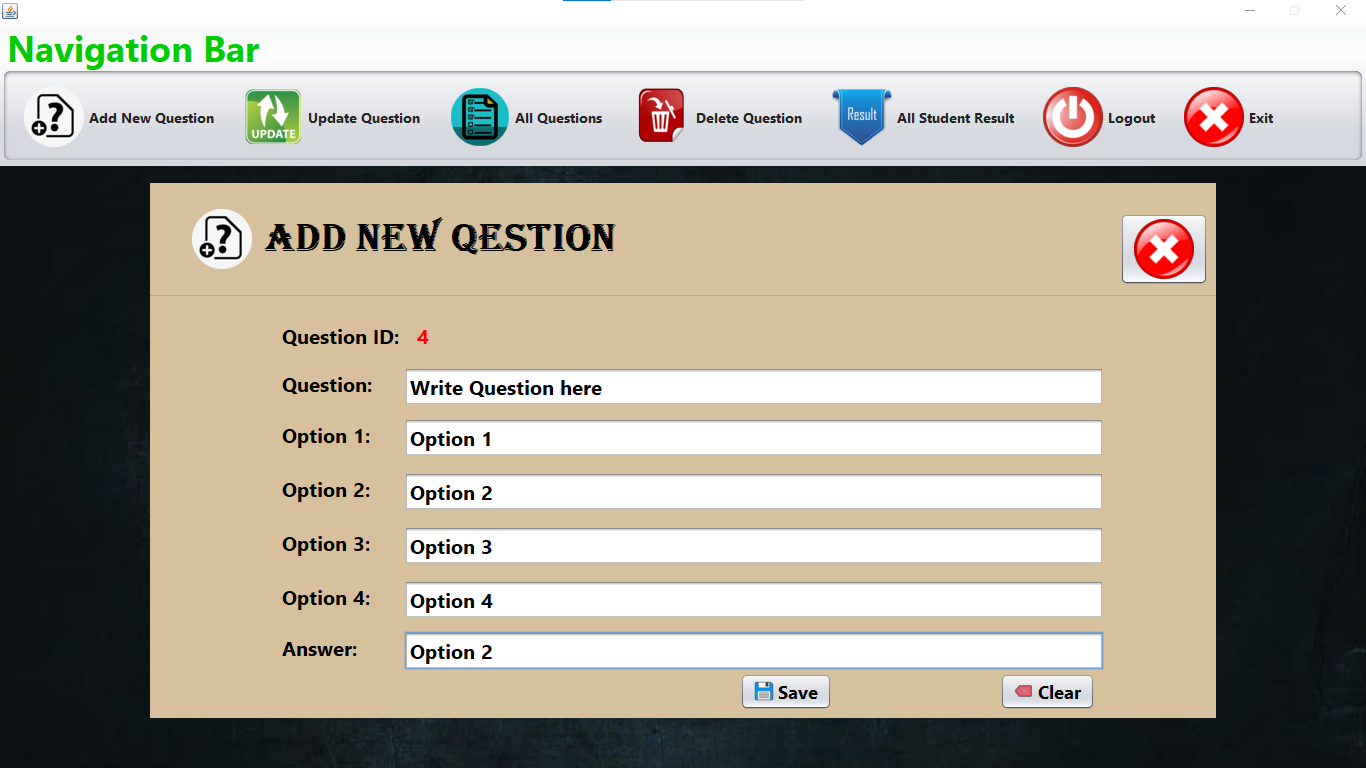 Navigation Bar
Add New Question UPDATE Update Question All Questions Delete Question Result All Student Result Logout Exit
ADD NEW QESTION
Question ID: 4
Question: Write Question here
Option 1: Option 1
Option 2: Option 2
Option 3: Option 3
Option 4: Option 4
Answer: Option 2
Save Clear